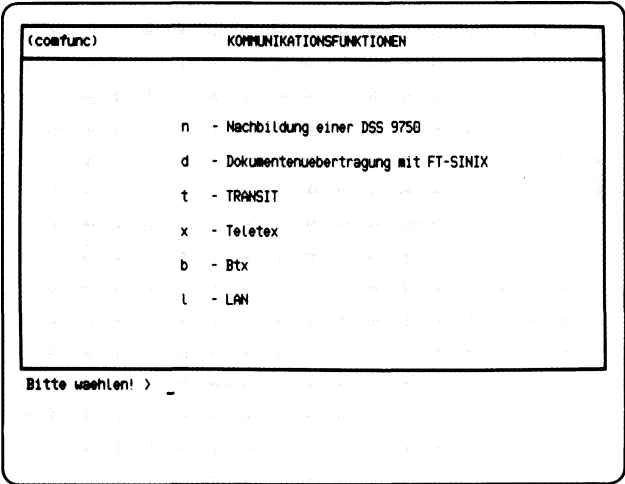 (comfunc) KOMMUNIKATIONSFUNKTIONEN
n - Nachbildung einer DSS 9750
d - Dokumentenuebertragung mit FT-SINIX
t - TRANSIT
x - Teletex
b - Btx
l - LAN
Bitte waehlen! > _